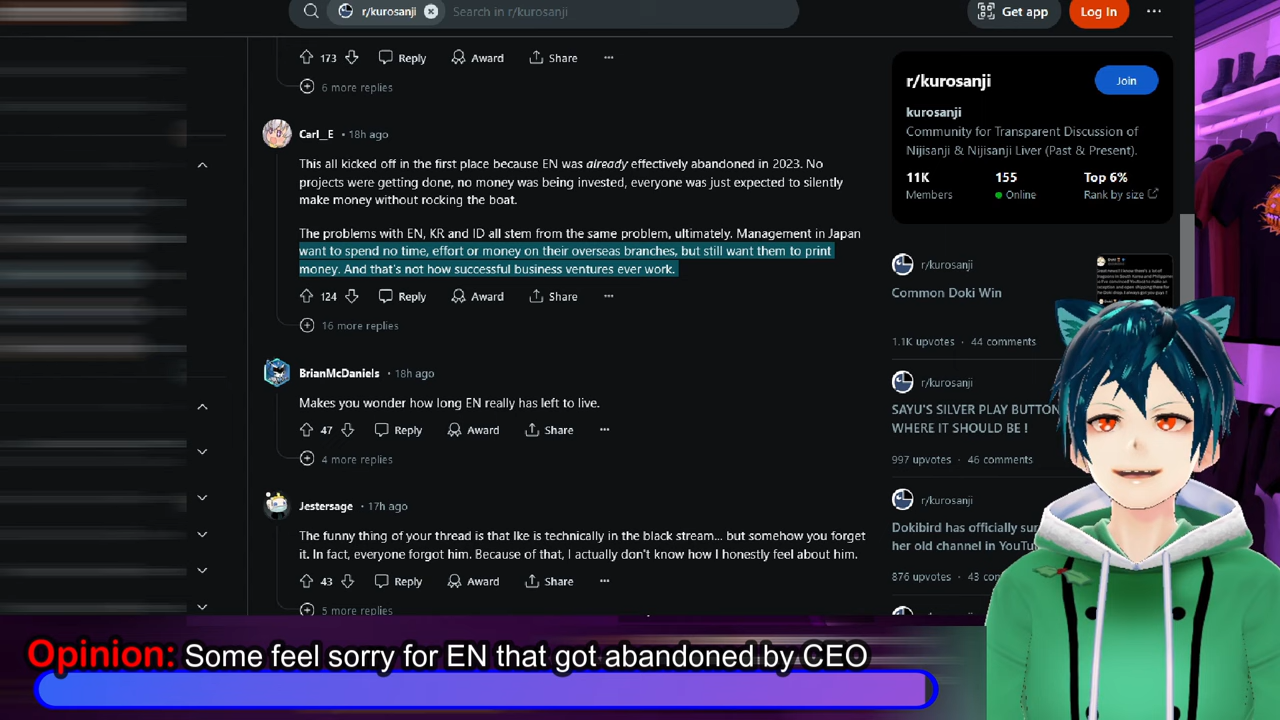 r/kurosanji
Search in r/kurosanji
Get app
Log In
173
Reply
Award
Share
6 more replies
Carl__E • 18h ago
This all kicked off in the first place because EN was already effectively abandoned in 2023. No
projects were getting done, no money was being invested, everyone was just expected to silently
make money without rocking the boat.
The problems with EN, KR and ID all stem from the same problem, ultimately. Management in Japan
want to spend no time, effort or money on their overseas branches, but still want them to print
money. And that's not how successful business ventures ever work.
124
Reply
Award
Share
16 more replies
BrianMcDaniels • 18h ago
Makes you wonder how long EN really has left to live.
47
Reply
Award
Share
4 more replies
Jestersage • 17h ago
The funny thing of your thread is that Ike is technically in the black stream... but somehow you forget
it. In fact, everyone forgot him. Because of that, I actually don't know how I honestly feel about him.
43
Reply
Award
Share
5 more replies
r/kurosanji
Join
kurosanji
Community for Transparent Discussion of
Nijisanji & Nijisanji Liver (Past & Present).
11K
155
Top 6%
Members
Online
Rank by size
r/kurosanji
Common Doki Win
1.1K upvotes • 44 comments
r/kurosanji
SAYU'S SILVER PLAY BUTTON
WHERE IT SHOULD BE !
997 upvotes • 46 comments
r/kurosanji
Dokibird has officially
her old channel in
876 upvotes
r/kurosanji
Opinion: Some feel sorry for EN that got abandoned by CEO